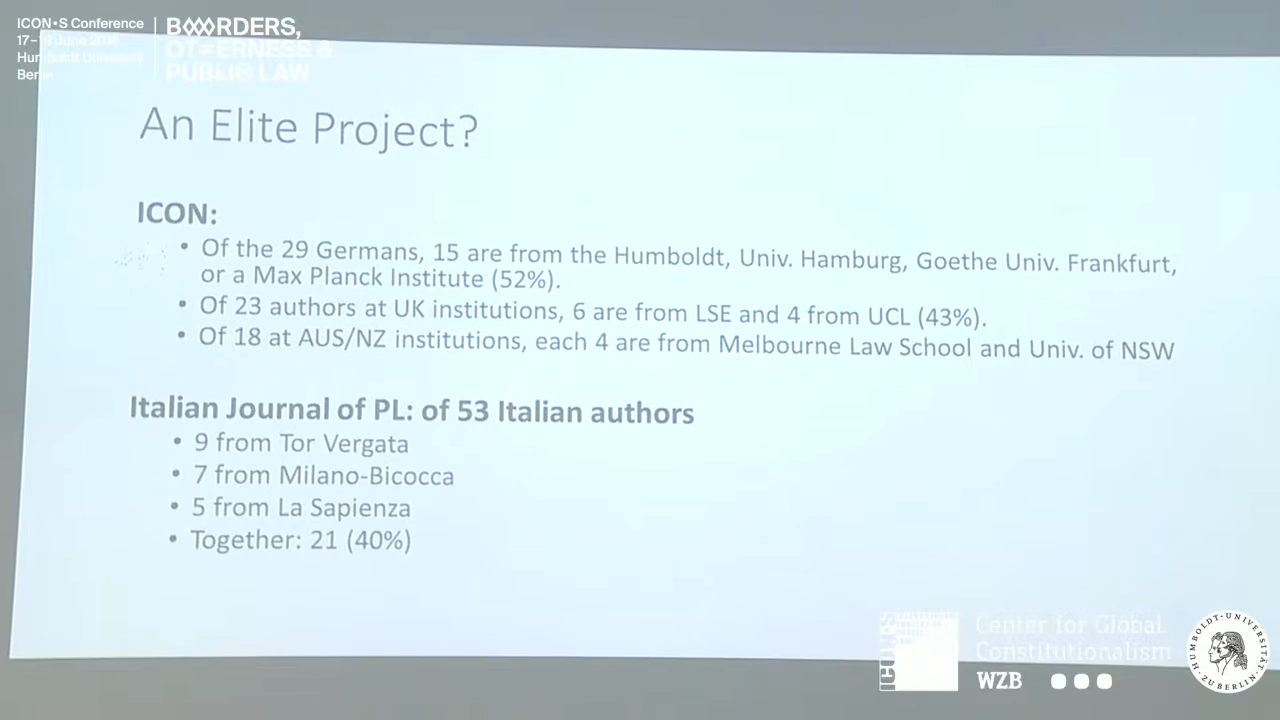 ICON•S Conference
17–18 June 2016
Humboldt University
Berlin
BORDERS,
OTHERNESS &
PUBLIC LAW
An Elite Project?
ICON:
• Of the 29 Germans, 15 are from the Humboldt, Univ. Hamburg, Goethe Univ. Frankfurt,
or a Max Planck Institute (52%).
• Of 23 authors at UK institutions, 6 are from LSE and 4 from UCL (43%).
• Of 18 at AUS/NZ institutions, each 4 are from Melbourne Law School and Univ. of NSW
Italian Journal of PL: of 53 Italian authors
• 9 from Tor Vergata
• 7 from Milano-Bicocca
• 5 from La Sapienza
• Together: 21 (40%)
ICON•S
Center for Global
Constitutionalism
WZB
HUMBOLDT-UNIVERSITÄT
ZU BERLIN